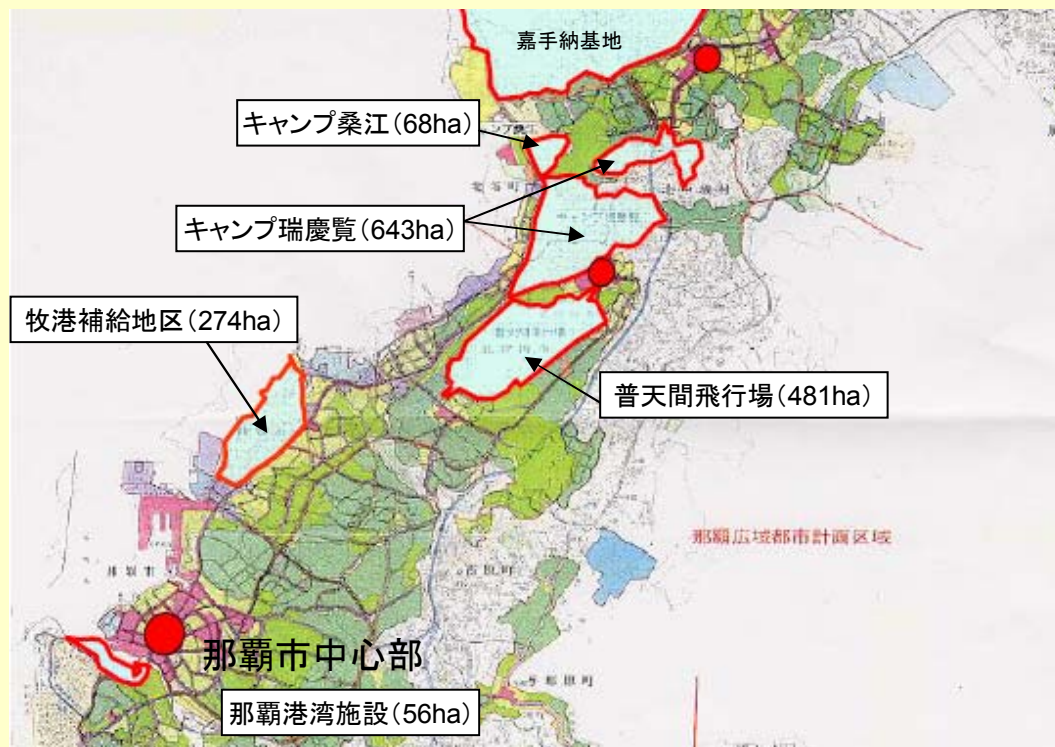 嘉手納基地
キャンプ桑江(68ha)
キャンプ瑞慶覧(643ha)
牧港補給地区(274ha)
普天間飛行場(481ha)
那覇広域都市計画区域
那覇市中心部
那覇港湾施設(56ha)